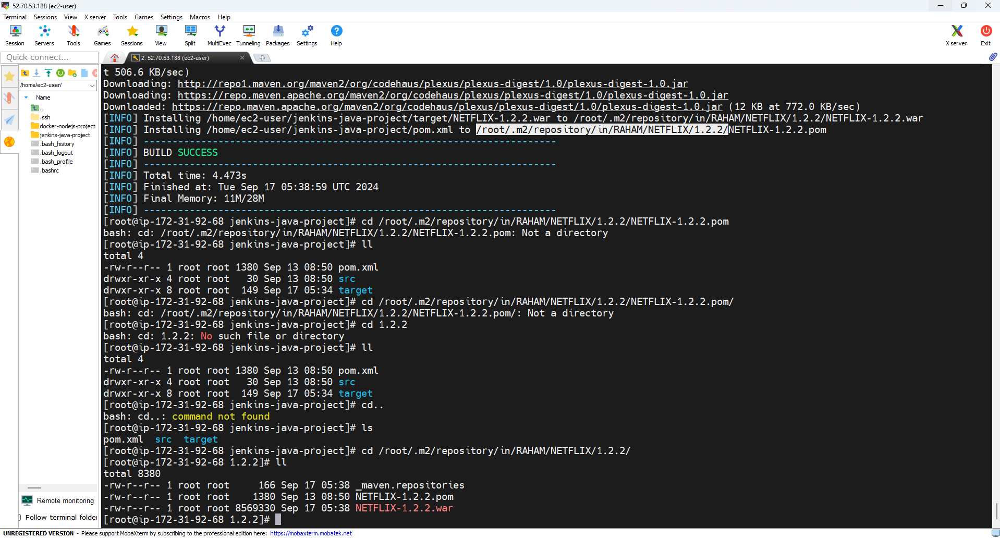 52.70.53.188 (ec2-user)
Terminal Sessions View X server Tools Games Settings Macros Help
Session Servers Tools Games Sessions View Split MultiExec Tunneling Packages Settings Help X server Exit
Quick connect...
2. 52.70.53.188 (ec2-user)
/home/ec2-user/
Name
..
.ssh
docker-nodejs-project
jenkins-java-project
.bash_history
.bash_logout
.bash_profile
.bashrc
Remote monitoring
Follow terminal folder
t 506.6 KB/sec)
Downloading: http://repo1.maven.org/maven2/org/codehaus/plexus/plexus-digest/1.0/plexus-digest-1.0.jar
Downloading: https://repo.maven.apache.org/maven2/org/codehaus/plexus/plexus-digest/1.0/plexus-digest-1.0.jar
Downloaded: https://repo.maven.apache.org/maven2/org/codehaus/plexus/plexus-digest/1.0/plexus-digest-1.0.jar (12 KB at 772.0 KB/sec)
[INFO] Installing /home/ec2-user/jenkins-java-project/target/NETFLIX-1.2.2.war to /root/.m2/repository/in/RAHAM/NETFLIX/1.2.2/NETFLIX-1.2.2.war
[INFO] Installing /home/ec2-user/jenkins-java-project/pom.xml to /root/.m2/repository/in/RAHAM/NETFLIX/1.2.2/NETFLIX-1.2.2.pom
[INFO] ------------------------------------------------------------------------
[INFO] BUILD SUCCESS
[INFO] ------------------------------------------------------------------------
[INFO] Total time: 4.473s
[INFO] Finished at: Tue Sep 17 05:38:59 UTC 2024
[INFO] Final Memory: 11M/28M
[INFO] ------------------------------------------------------------------------
[root@ip-172-31-92-68 jenkins-java-project]# cd /root/.m2/repository/in/RAHAM/NETFLIX/1.2.2/NETFLIX-1.2.2.pom
bash: cd: /root/.m2/repository/in/RAHAM/NETFLIX/1.2.2/NETFLIX-1.2.2.pom: Not a directory
[root@ip-172-31-92-68 jenkins-java-project]# ll
total 4
-rw-r--r-- 1 root root 1380 Sep 13 08:50 pom.xml
drwxr-xr-x 4 root root   30 Sep 13 08:50 src
drwxr-xr-x 8 root root  149 Sep 17 05:34 target
[root@ip-172-31-92-68 jenkins-java-project]# cd /root/.m2/repository/in/RAHAM/NETFLIX/1.2.2/NETFLIX-1.2.2.pom/
bash: cd: /root/.m2/repository/in/RAHAM/NETFLIX/1.2.2/NETFLIX-1.2.2.pom/: Not a directory
[root@ip-172-31-92-68 jenkins-java-project]# cd 1.2.2
bash: cd: 1.2.2: No such file or directory
[root@ip-172-31-92-68 jenkins-java-project]# ll
total 4
-rw-r--r-- 1 root root 1380 Sep 13 08:50 pom.xml
drwxr-xr-x 4 root root   30 Sep 13 08:50 src
drwxr-xr-x 8 root root  149 Sep 17 05:34 target
[root@ip-172-31-92-68 jenkins-java-project]# cd..
bash: cd..: command not found
[root@ip-172-31-92-68 jenkins-java-project]# ls
pom.xml  src  target
[root@ip-172-31-92-68 jenkins-java-project]# cd /root/.m2/repository/in/RAHAM/NETFLIX/1.2.2/
[root@ip-172-31-92-68 1.2.2]# ll
total 8380
-rw-r--r-- 1 root root     166 Sep 17 05:38 _maven.repositories
-rw-r--r-- 1 root root    1380 Sep 13 08:50 NETFLIX-1.2.2.pom
-rw-r--r-- 1 root root 8569330 Sep 17 05:38 NETFLIX-1.2.2.war
[root@ip-172-31-92-68 1.2.2]#
UNREGISTERED VERSION - Please support MobaXterm by subscribing to the professional edition here: https://mobaxterm.mobatek.net